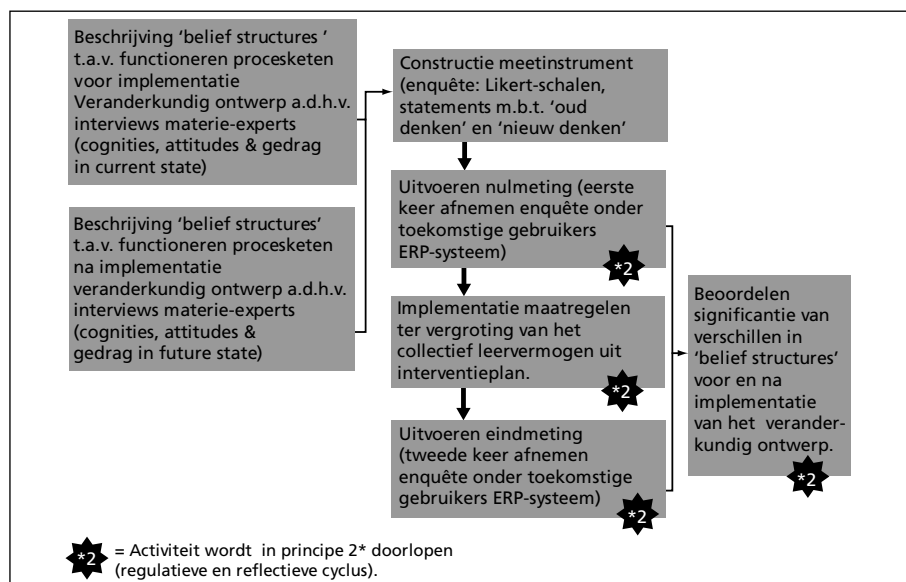 Beschrijving ‘belief structures ’
t.a.v. functioneren procesketen
voor implementatie
Veranderkundig ontwerp a.d.h.v.
interviews materie-experts
(cognities, attitudes & gedrag
in current state)
Beschrijving ‘belief structures’
t.a.v. functioneren procesketen
na implementatie
veranderkundig ontwerp a.d.h.v.
interviews materie-experts
(cognities, attitudes &
gedrag in future state)
Constructie meetinstrument
(enquête: Likert-schalen,
statements m.b.t. ‘oud
denken’ en ‘nieuw denken’
Uitvoeren nulmeting (eerste
keer afnemen enquête onder
toekomstige gebruikers
ERP-systeem)
*2
Implementatie maatregelen
ter vergroting van het
collectief leervermogen uit
interventieplan.
*2
Uitvoeren eindmeting
(tweede keer afnemen
enquête onder toekomstige
gebruikers ERP-systeem)
*2
Beoordelen
significantie van
verschillen in
‘belief structures’
voor en na
implementatie
van het verander-
kundig ontwerp.
*2
*2 = Activiteit wordt in principe 2* doorlopen
(regulatieve en reflectieve cyclus).